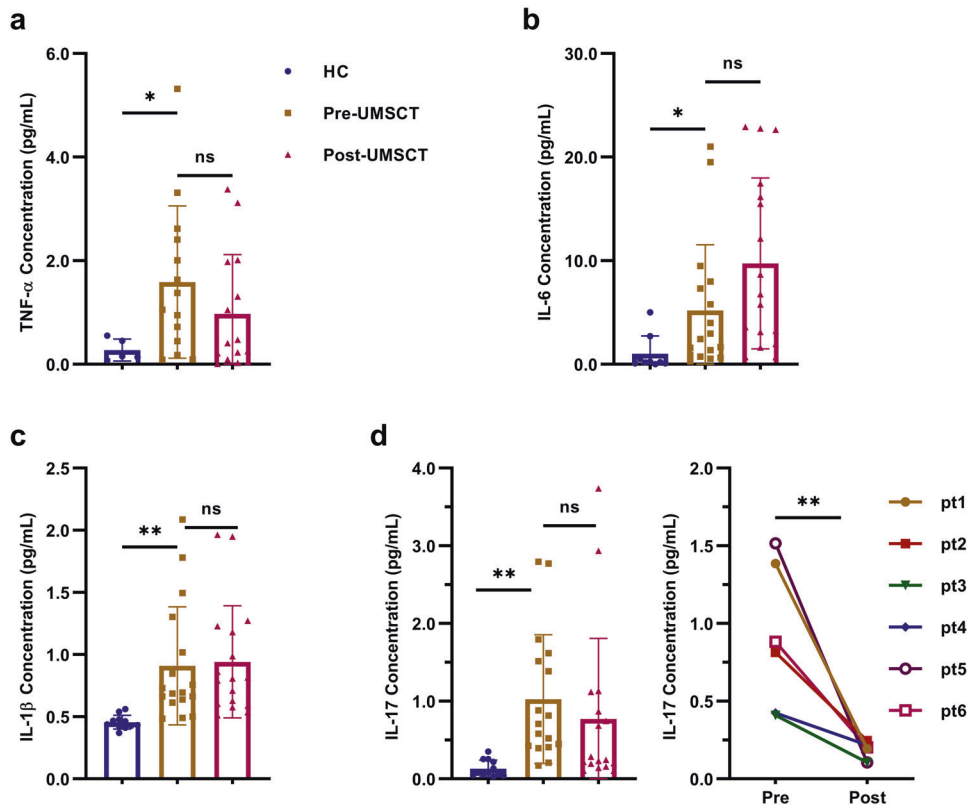 a
TNF-α Concentration (pg/mL)
6.0
4.0
2.0
0.0
*
ns
HC
Pre-UMSCT
Post-UMSCT
b
IL-6 Concentration (pg/mL)
30.0
20.0
10.0
0.0
*
ns
c
IL-1β Concentration (pg/mL)
2.5
2.0
1.5
1.0
0.5
0.0
**
ns
d
IL-17 Concentration (pg/mL)
4.0
3.0
2.0
1.0
0.0
**
ns
IL-17 Concentration (pg/mL)
2.0
1.5
1.0
0.5
0.0
**
Pre
Post
pt1
pt2
pt3
pt4
pt5
pt6